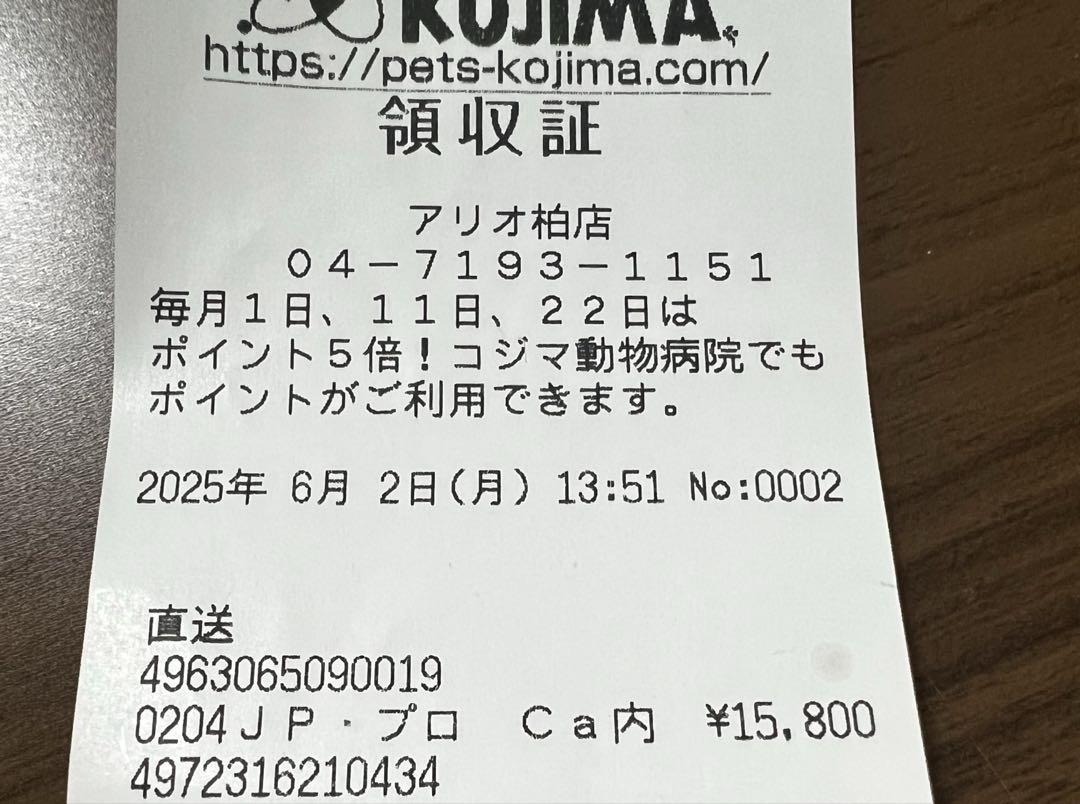 KOJIMA
https://pets-kojima.com/
領収証
アリオ柏店
04-7193-1151
毎月1日、11日、22日は
ポイント5倍!コジマ動物病院でも
ポイントがご利用できます。
2025年 6月 2日(月) 13:51 No:0002
直送
4963065090019
0204JP・プロ Ca内 ¥15,800
4972316210434